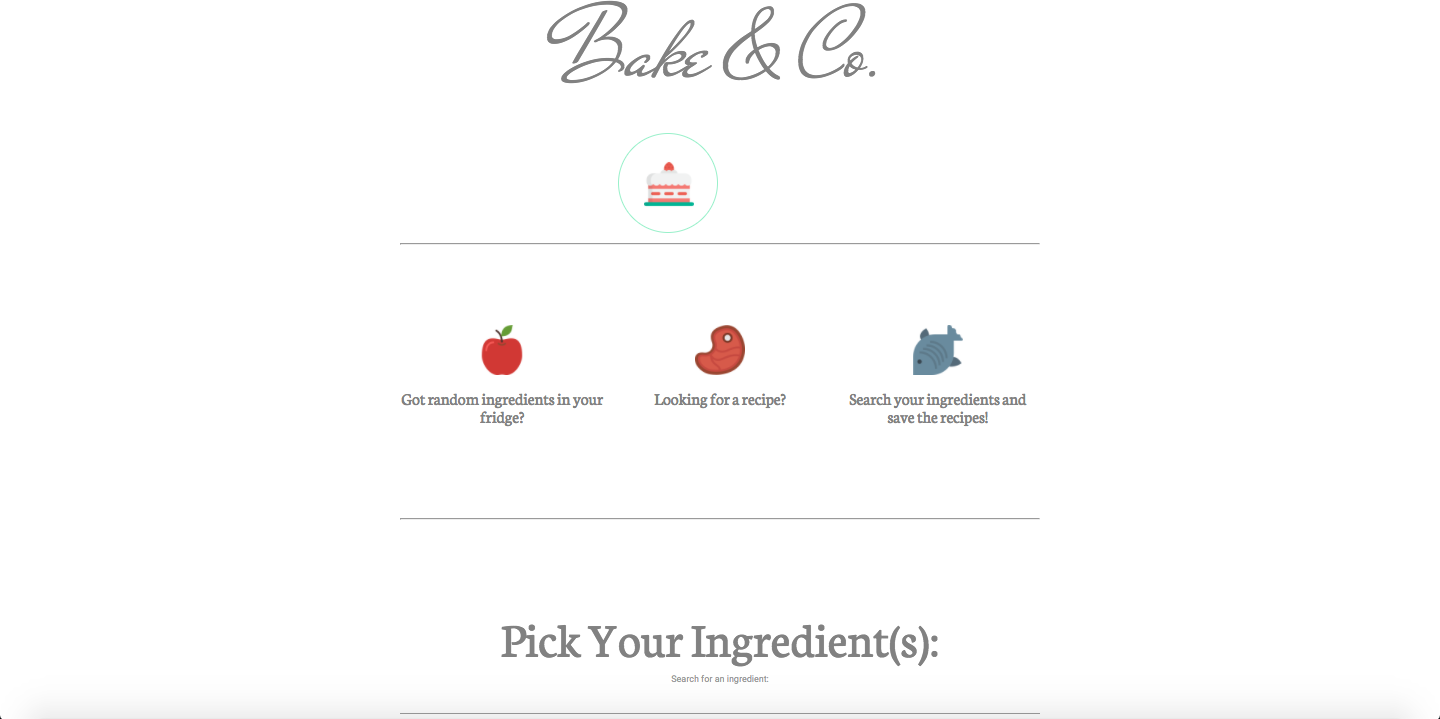 Bake & Co.
Got random ingredients in your
fridge?
Looking for a recipe?
Search your ingredients and
save the recipes!
Pick Your Ingredient(s):
Search for an ingredient: